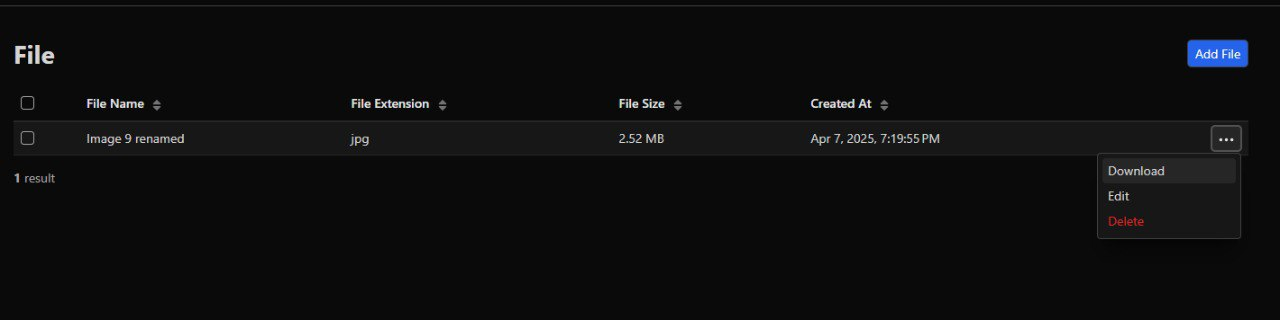 File
Add File
File Name File Extension File Size Created At
Image 9 renamed jpg 2.52 MB Apr 7, 2025, 7:19:55 PM
1 result
Download
Edit
Delete